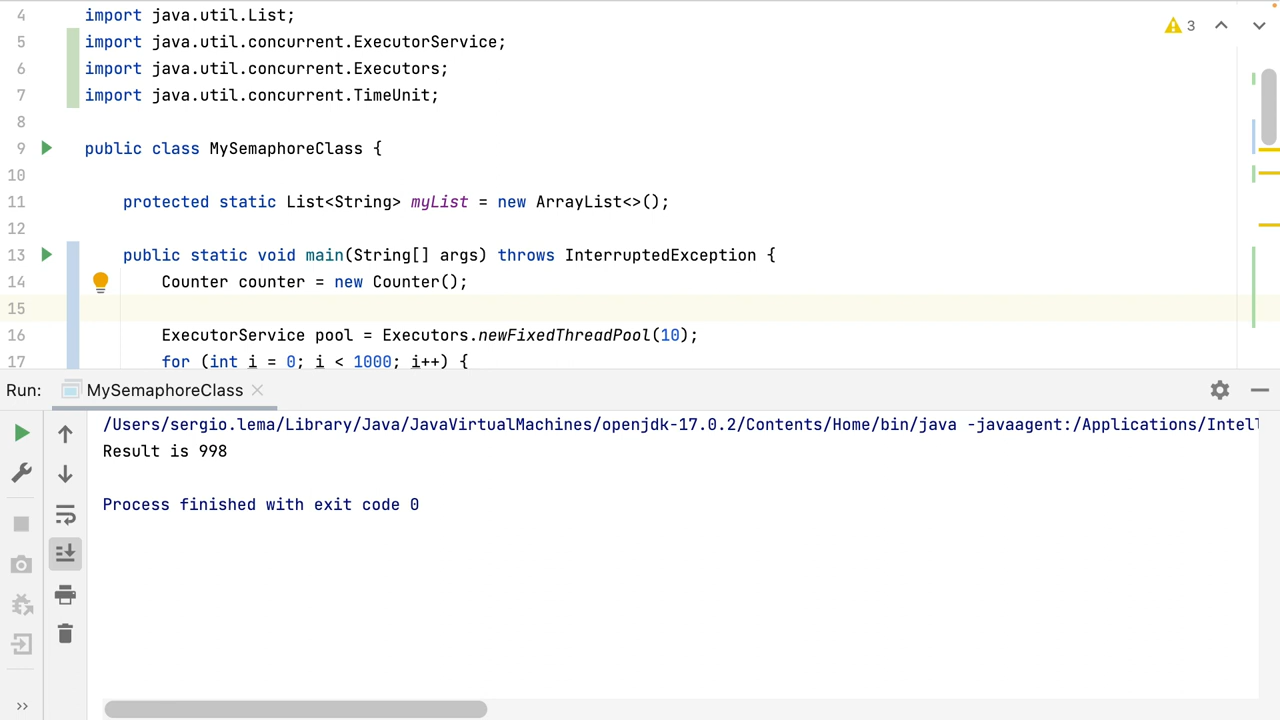 4 import java.util.List;
5 import java.util.concurrent.ExecutorService;
6 import java.util.concurrent.Executors;
7 import java.util.concurrent.TimeUnit;
8
9 public class MySemaphoreClass {
10
11 protected static List<String> myList = new ArrayList<>();
12
13 public static void main(String[] args) throws InterruptedException {
14 Counter counter = new Counter();
15
16 ExecutorService pool = Executors.newFixedThreadPool(10);
17 for (int i = 0; i < 1000; i++) {
3
Run: MySemaphoreClass
/Users/sergio.lema/Library/Java/JavaVirtualMachines/openjdk-17.0.2/Contents/Home/bin/java -javaagent:/Applications/Intell
Result is 998
Process finished with exit code 0